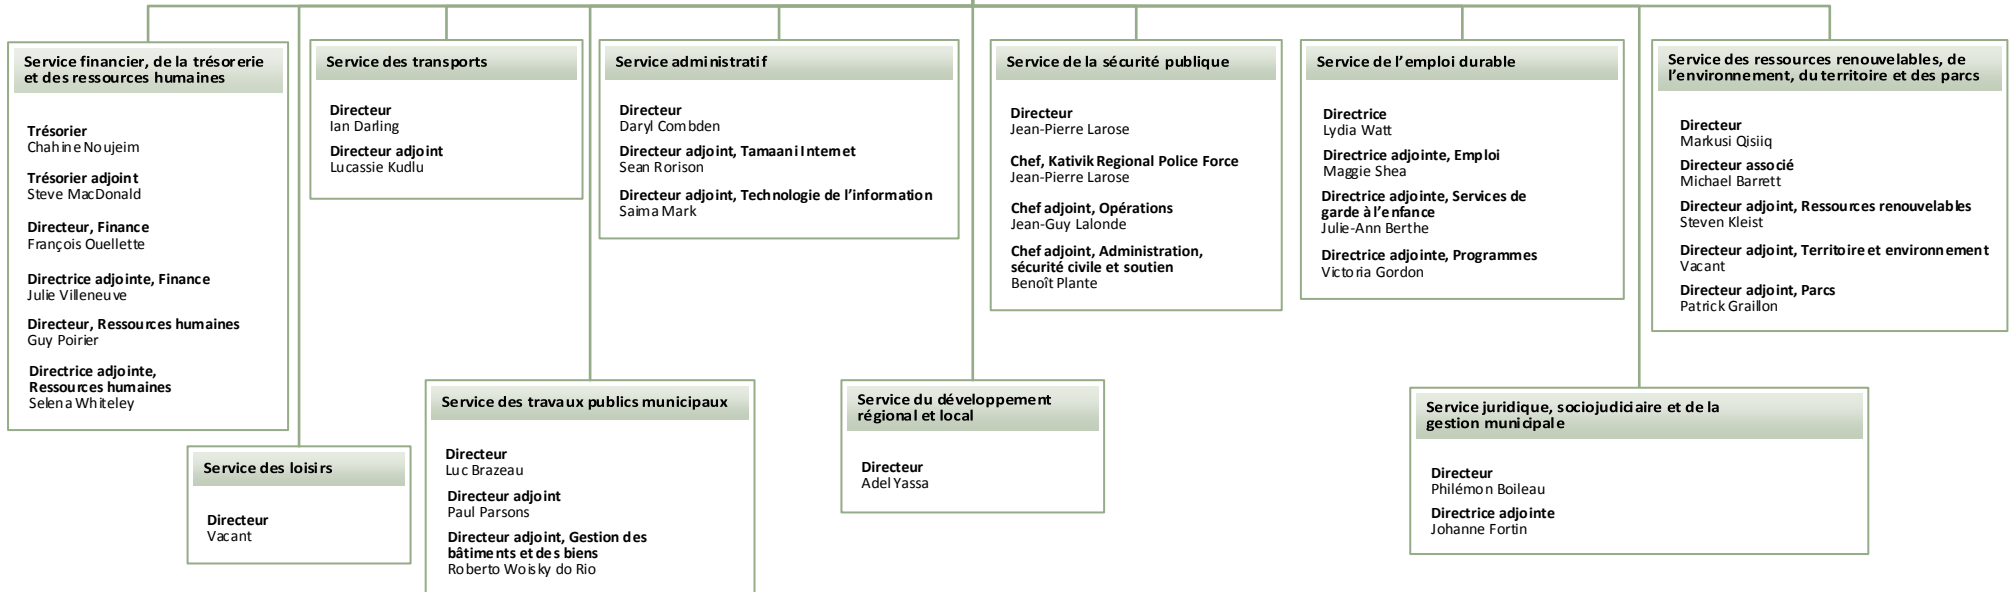 Service financier, de la trésorerie
et des ressources humaines
Trésorier
Chahine Noujeim
Trésorier adjoint
Steve MacDonald
Directeur, Finance
François Ouellette
Directrice adjointe, Finance
Julie Villeneuve
Directeur, Ressources humaines
Guy Poirier
Directrice adjointe,
Ressources humaines
Selena Whiteley
Service des transports
Directeur
Ian Darling
Directeur adjoint
Lucassie Kudlu
Service administratif
Directeur
Daryl Combden
Directeur adjoint, Tamaani Internet
Sean Rorison
Directeur adjoint, Technologie de l’information
Saima Mark
Service de la sécurité publique
Directeur
Jean-Pierre Larose
Chef, Kativik Regional Police Force
Jean-Pierre Larose
Chef adjoint, Opérations
Jean-Guy Lalonde
Chef adjoint, Administration,
sécurité civile et soutien
Benoît Plante
Service de l’emploi durable
Directrice
Lydia Watt
Directrice adjointe, Emploi
Maggie Shea
Directrice adjointe, Services de
garde à l’enfance
Julie-Ann Berthe
Directrice adjointe, Programmes
Victoria Gordon
Service des ressources renouvelables, de
l’environnement, du territoire et des parcs
Directeur
Markusi Qisiiq
Directeur associé
Michael Barrett
Directeur adjoint, Ressources renouvelables
Steven Kleist
Directeur adjoint, Territoire et environnement
Vacant
Directeur adjoint, Parcs
Patrick Graillon
Service des loisirs
Directeur
Vacant
Service des travaux publics municipaux
Directeur
Luc Brazeau
Directeur adjoint
Paul Parsons
Directeur adjoint, Gestion des
bâtiments et des biens
Roberto Woisky do Rio
Service du développement
régional et local
Directeur
Adel Yassa
Service juridique, sociojudiciaire et de la
gestion municipale
Directeur
Philémon Boileau
Directrice adjointe
Johanne Fortin